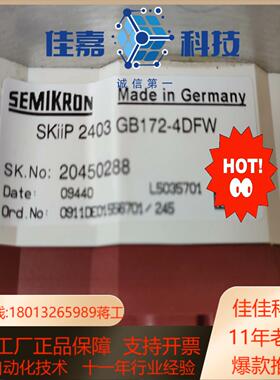 佳嘉 科技
诚信第一
SEMIKRON Made in Germany
SKiiP 2403 GB172-4DFW
SK.No: 20450288
Date: 09440 L5035701
Ord.No: 0911DE01556701/245
HOT!
线:18013265989蒋工
工厂正品保障 支持开票
自动化技术 十一年行业经验
佳佳科
11年老
爆款推